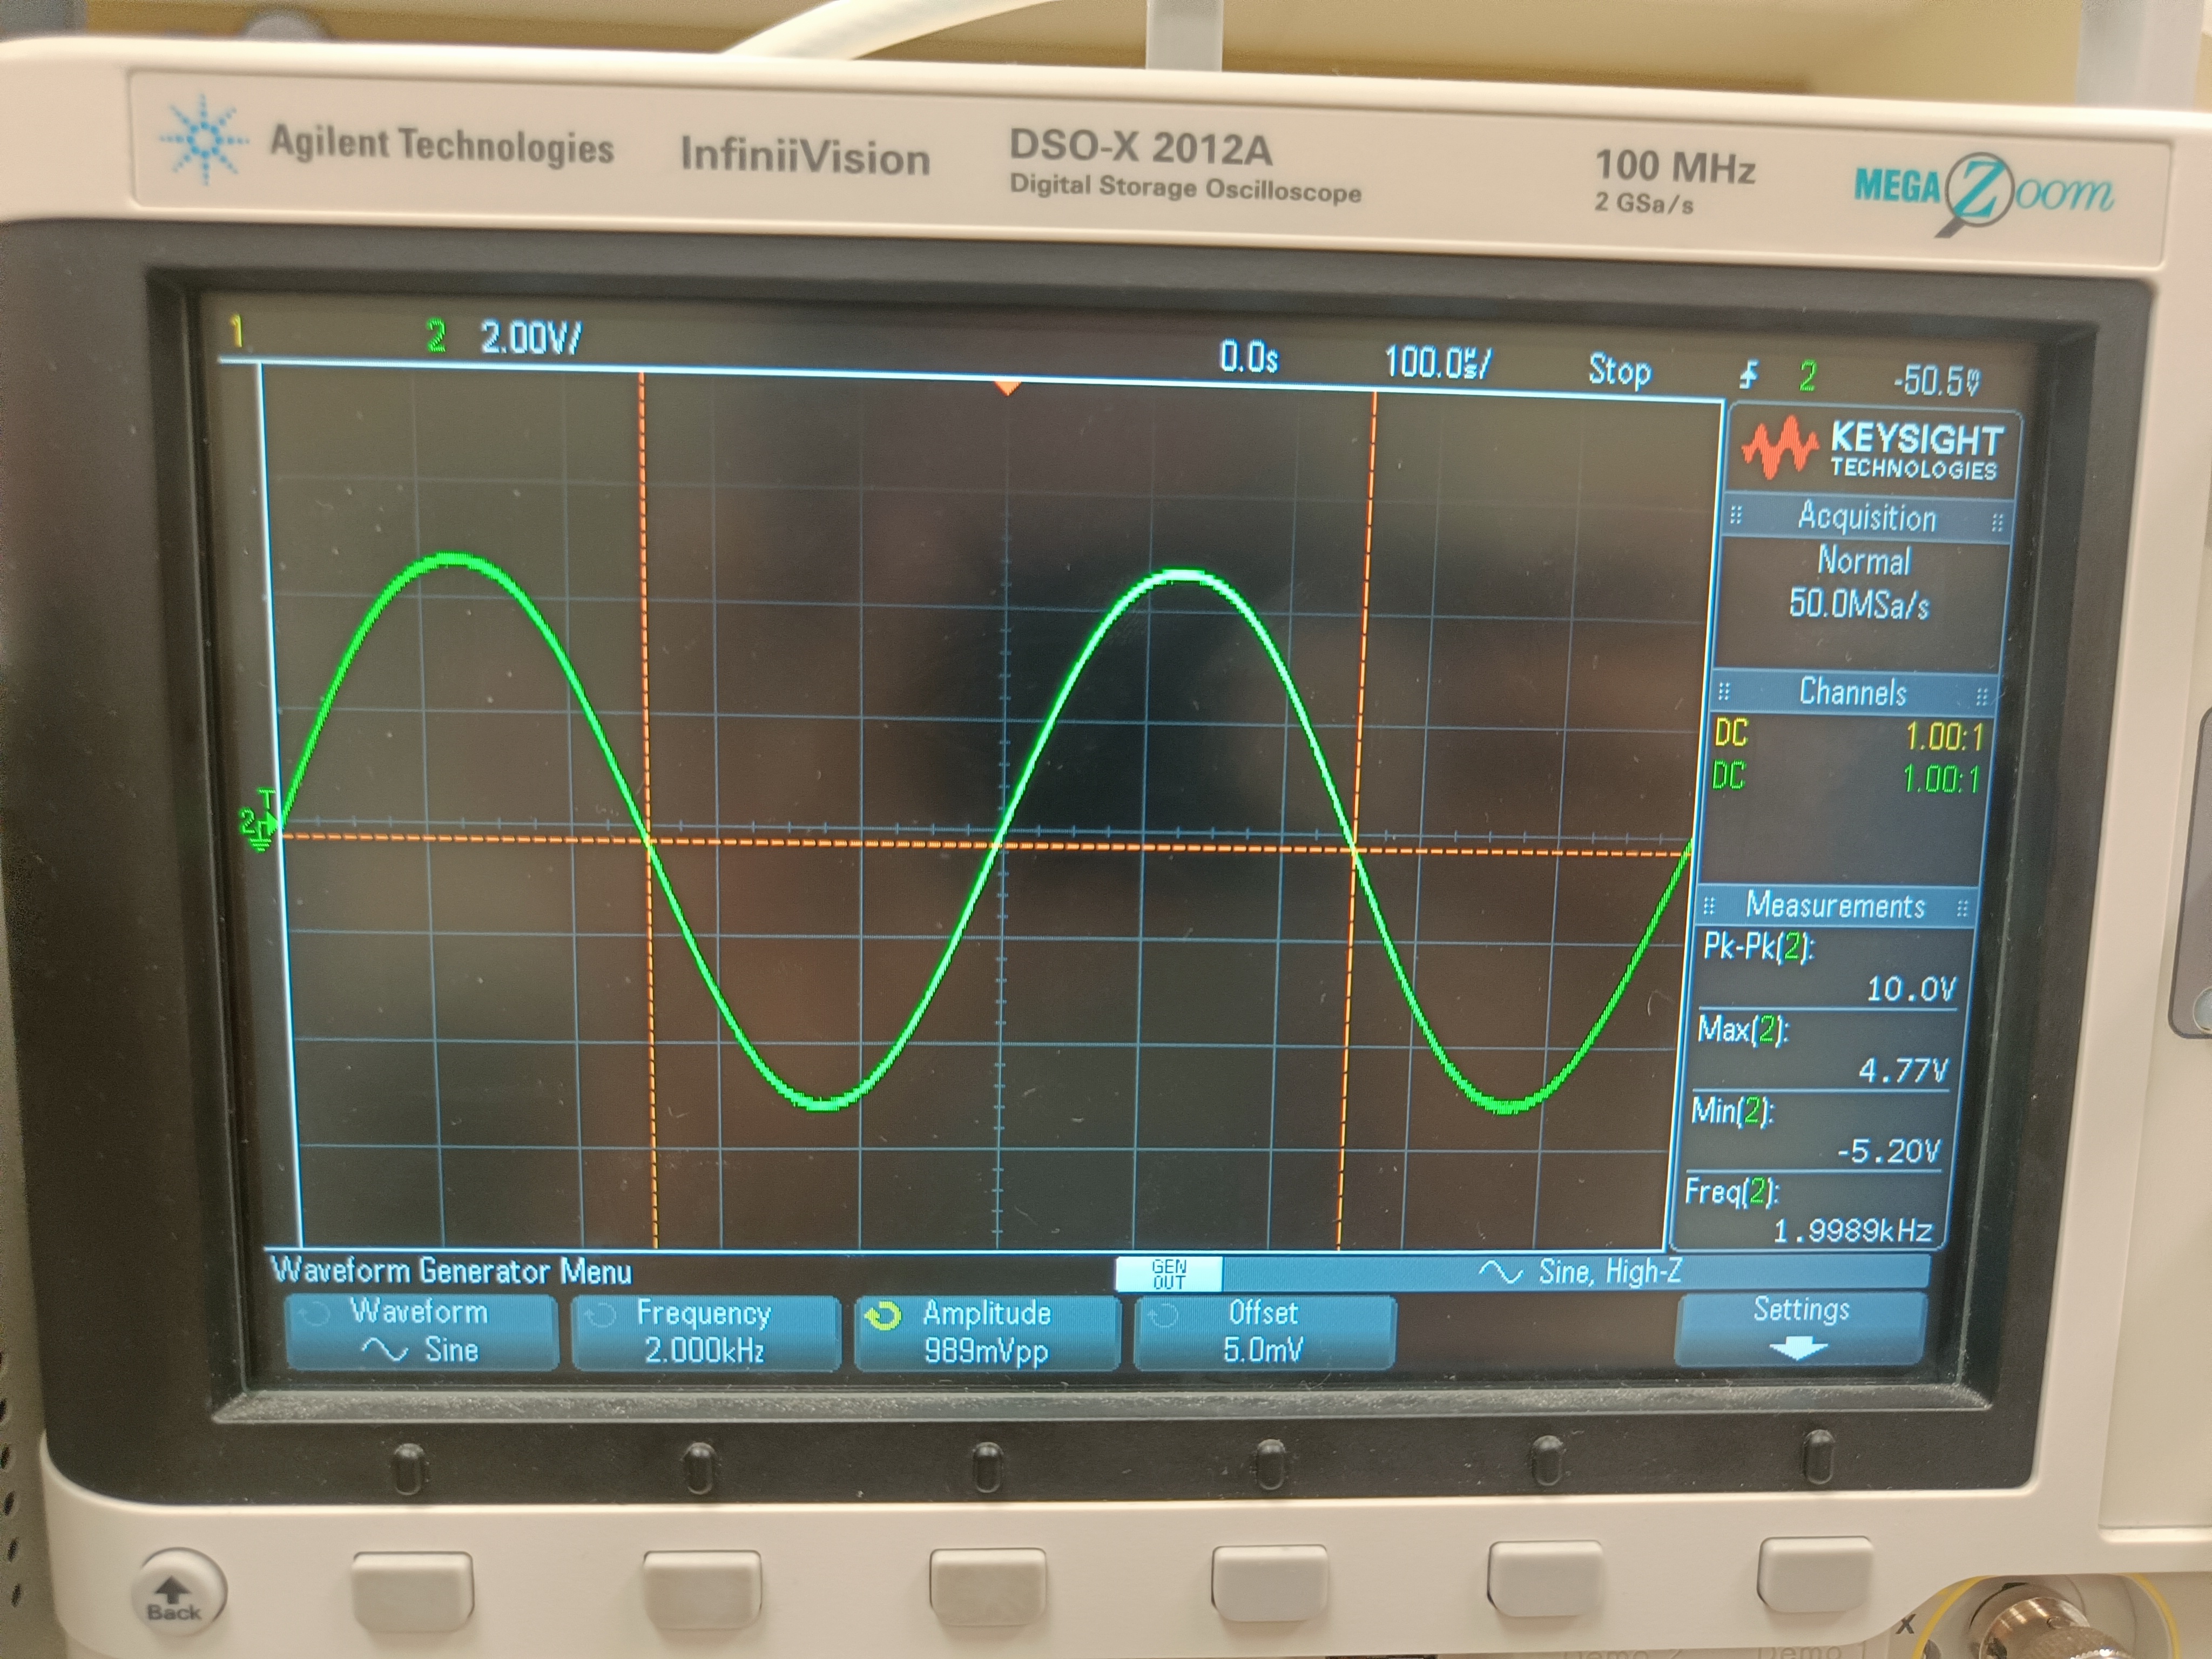 Agilent Technologies InfiniiVision DSO-X 2012A 100 MHz MEGA Zoom
Digital Storage Oscilloscope 2 GSa/s
1 2 2.00V/ 0.0s 100.0µs/ Stop 2 -50.5mV
KEYSIGHT
TECHNOLOGIES
Acquisition
Normal
50.0MSa/s
Channels
DC 1.00:1
DC 1.00:1
T
2
Measurements
Pk-Pk(2):
10.0V
Max(2):
4.77V
Min(2):
-5.20V
Freq(2):
1.9989kHz
Waveform Generator Menu
GEN
OUT
Sine, High-Z
Waveform Frequency Amplitude Offset Settings
Sine 2.000kHz 989mVpp 5.0mV
Back
X